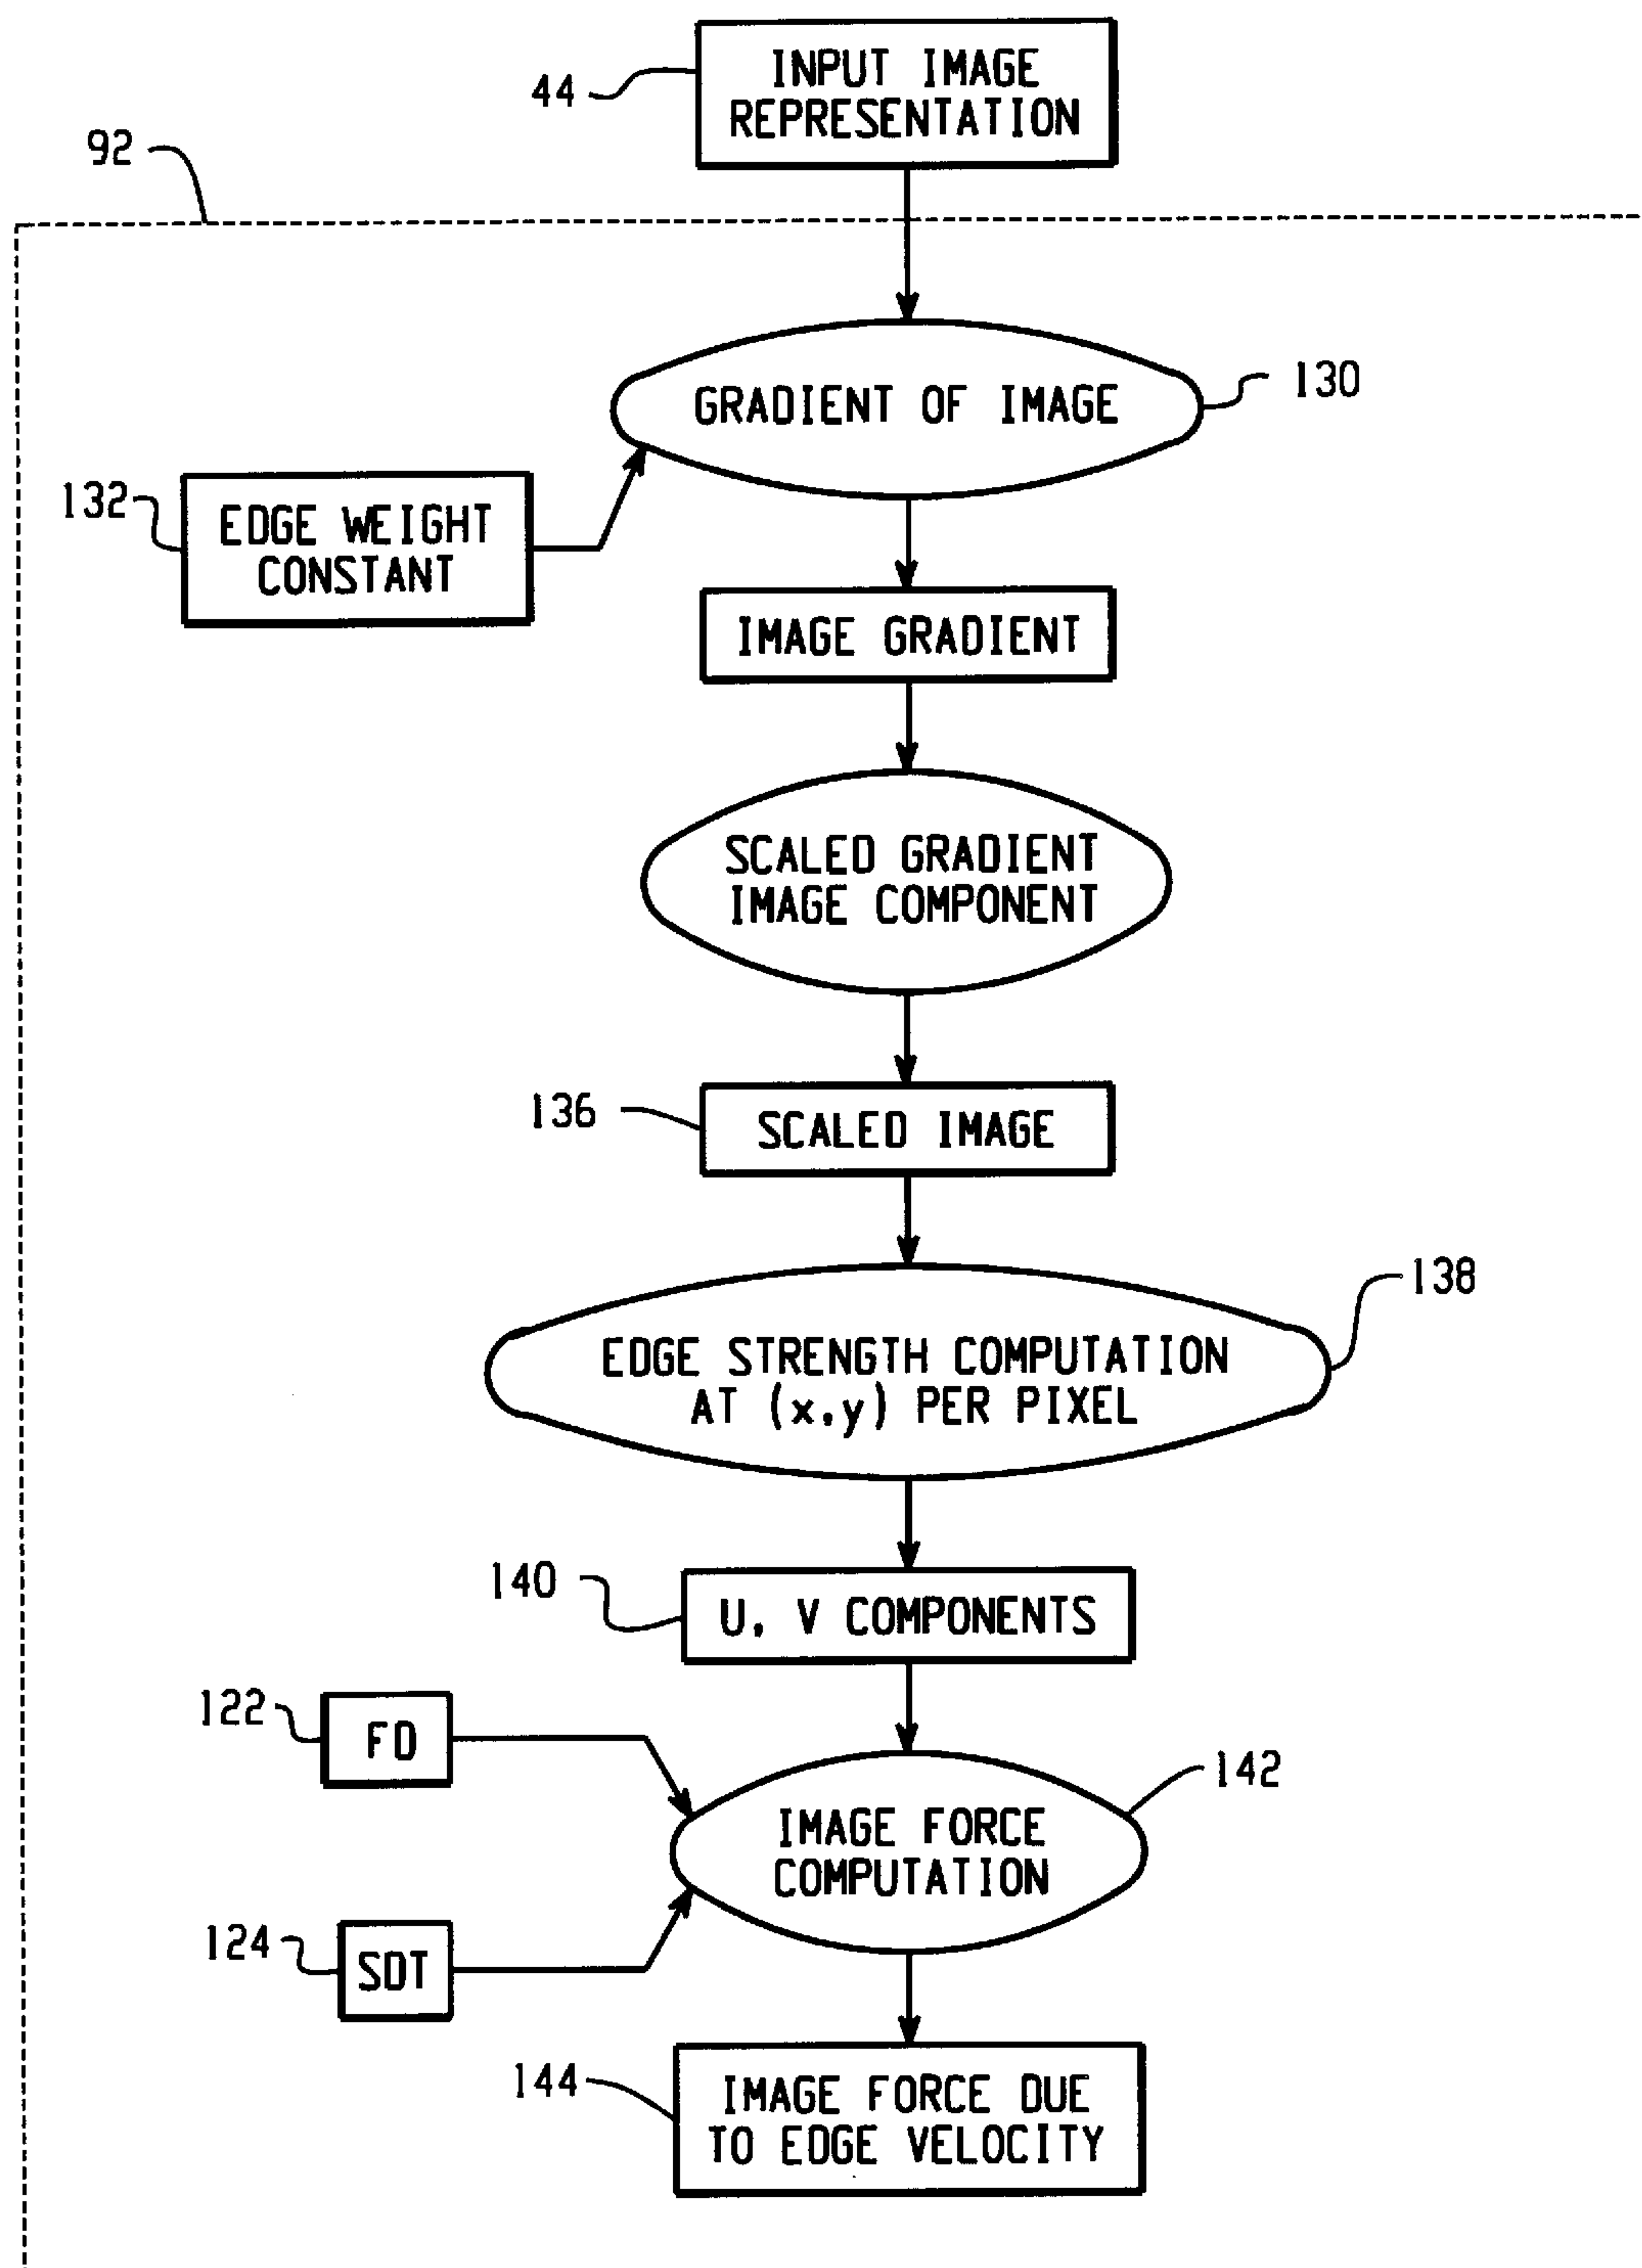 INPUT IMAGE
REPRESENTATION
44
92
GRADIENT OF IMAGE
130
132
EDGE WEIGHT
CONSTANT
IMAGE GRADIENT
SCALED GRADIENT
IMAGE COMPONENT
136
SCALED IMAGE
138
EDGE STRENGTH COMPUTATION
AT (x,y) PER PIXEL
140
U, V COMPONENTS
122
FD
142
IMAGE FORCE
COMPUTATION
124
SDT
144
IMAGE FORCE DUE
TO EDGE VELOCITY